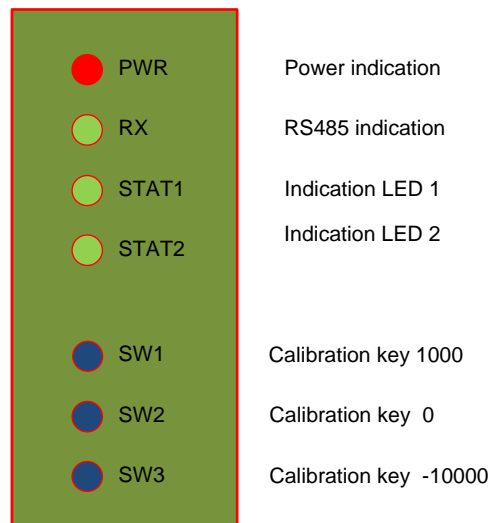 PWR Power indication
RX RS485 indication
STAT1 Indication LED 1
STAT2 Indication LED 2
SW1 Calibration key 1000
SW2 Calibration key 0
SW3 Calibration key -10000